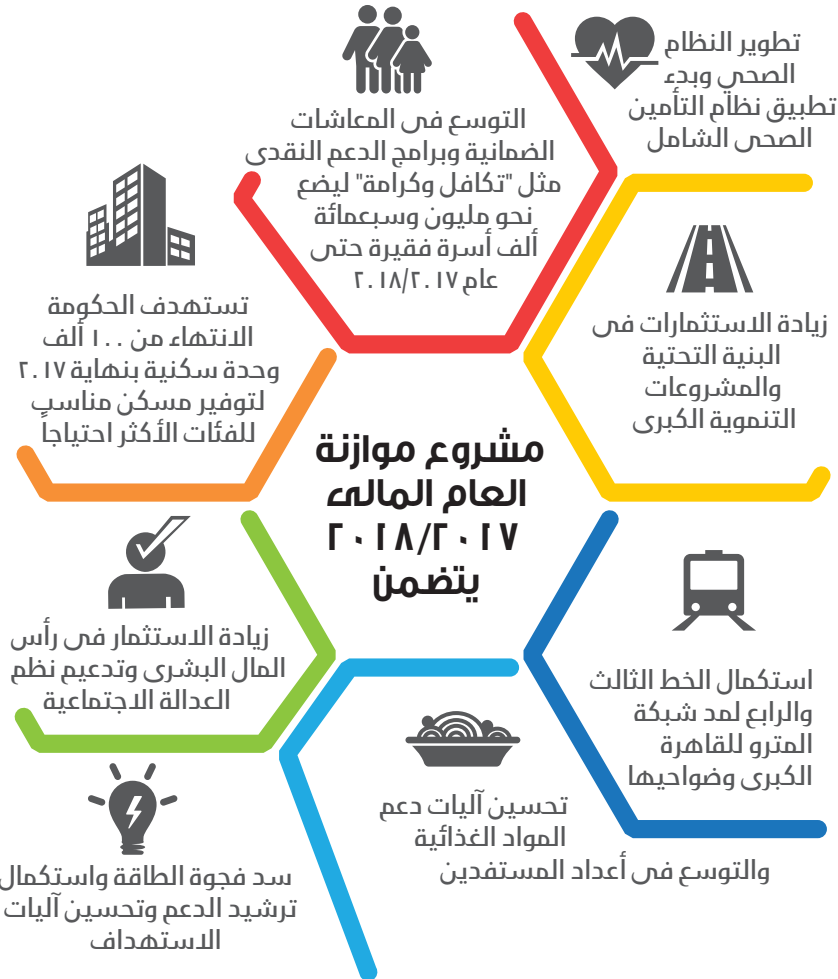 مشروع موازنة
العام المالى
٢٠١٨/٢٠١٧
يتضمن
تطوير النظام
الصحى وبدء
تطبيق نظام التأمين
الصحى الشامل
زيادة الاستثمارات فى
البنية التحتية
والمشروعات
التنموية الكبرى
استكمال الخط الثالث
والرابع لمد شبكة
المترو للقاهرة
الكبرى وضواحيها
تحسين آليات دعم
المواد الغذائية
والتوسع فى أعداد المستفدين
سد فجوة الطاقة واستكمال
ترشيد الدعم وتحسين آليات
الاستهداف
زيادة الاستثمار فى رأس
المال البشرى وتدعيم نظم
العدالة الاجتماعية
تستهدف الحكومة
الانتهاء من ١٠٠ ألف
وحدة سكنية بنهاية ٢٠١٧
لتوفير مسكن مناسب
للفئات الأكثر احتياجاً
التوسع فى المعاشات
الضمانية وبرامج الدعم النقدى
مثل "تكافل وكرامة" ليضع
نحو مليون وسبعمائة
ألف أسرة فقيرة حتى
عام ٢٠١٨/٢٠١٧